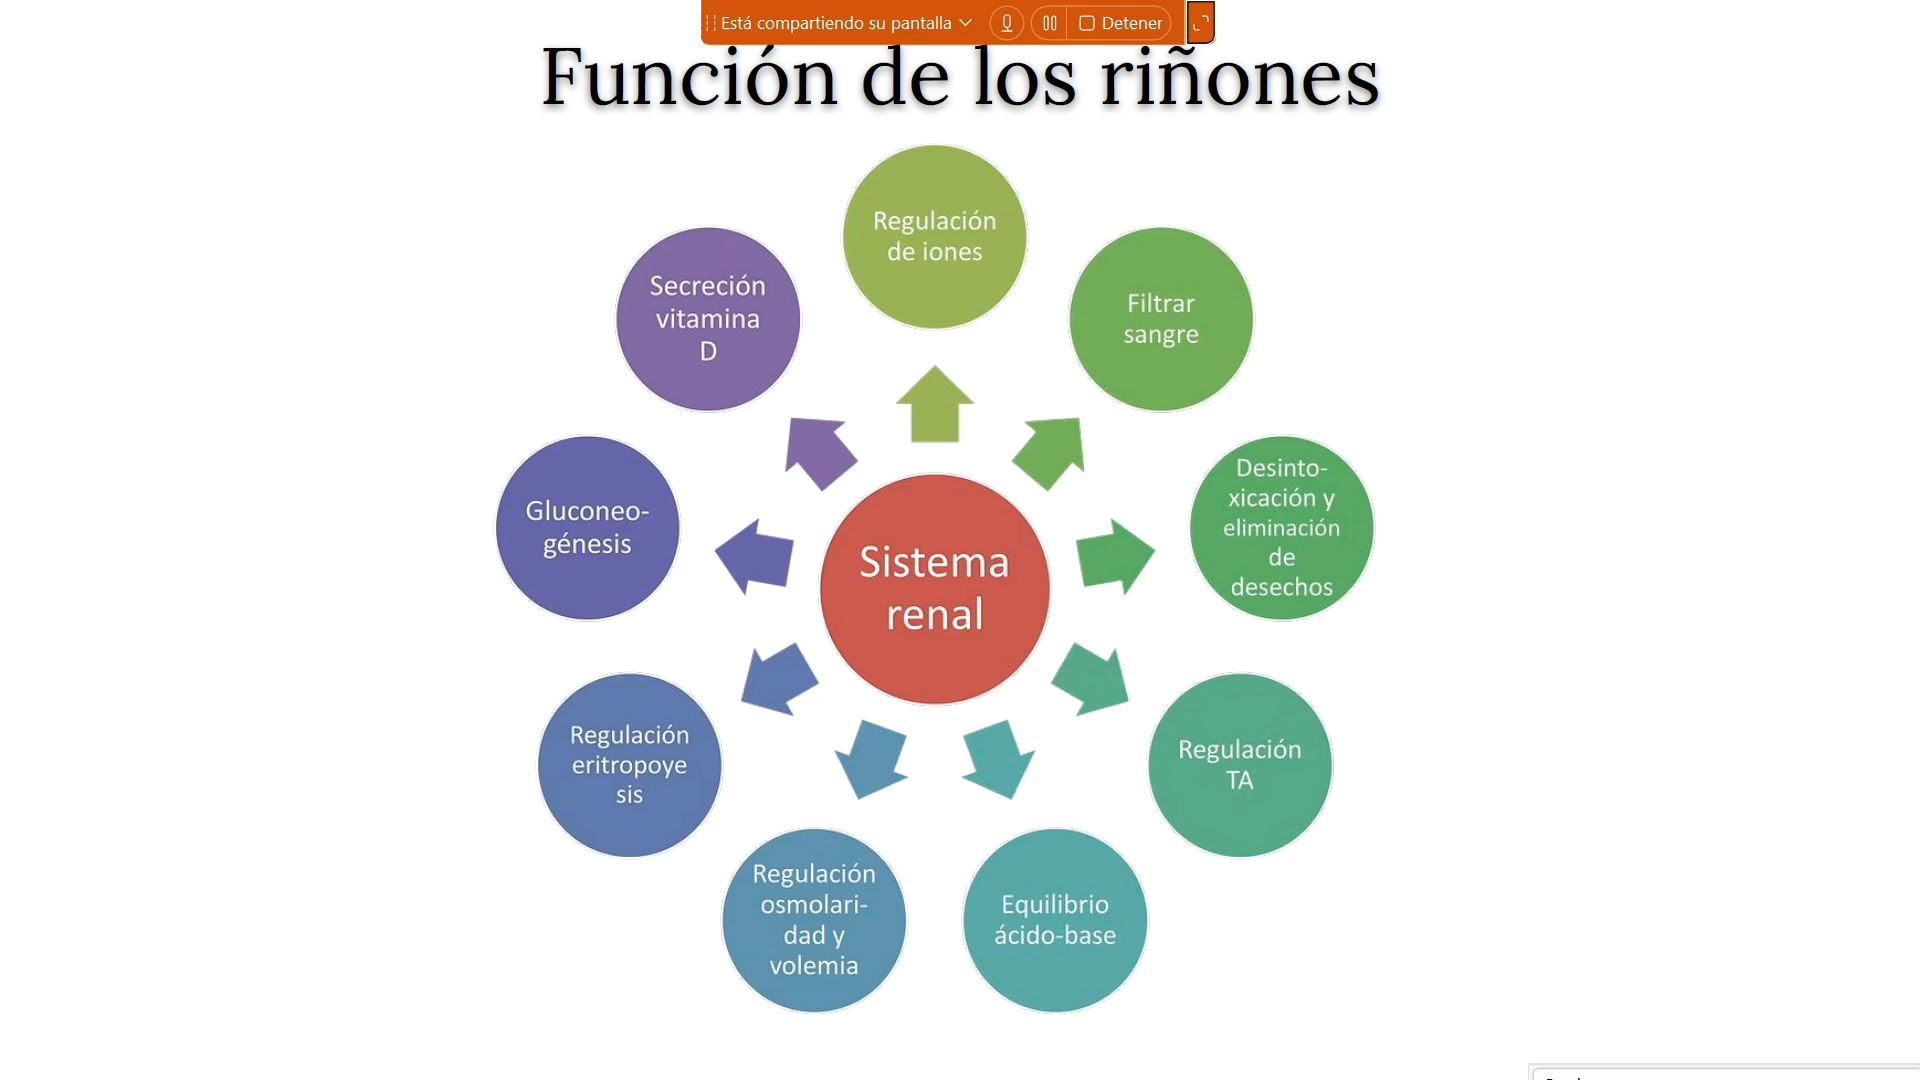 Está compartiendo su pantalla
Detener
Función de los riñones
Regulación
de iones
Filtrar
sangre
Desinto-
xicación y
eliminación
de
desechos
Regulación
TA
Equilibrio
ácido-base
Regulación
osmolari-
dad y
volemia
Regulación
eritropoye
sis
Gluconeo-
génesis
Secreción
vitamina
D
Sistema
renal